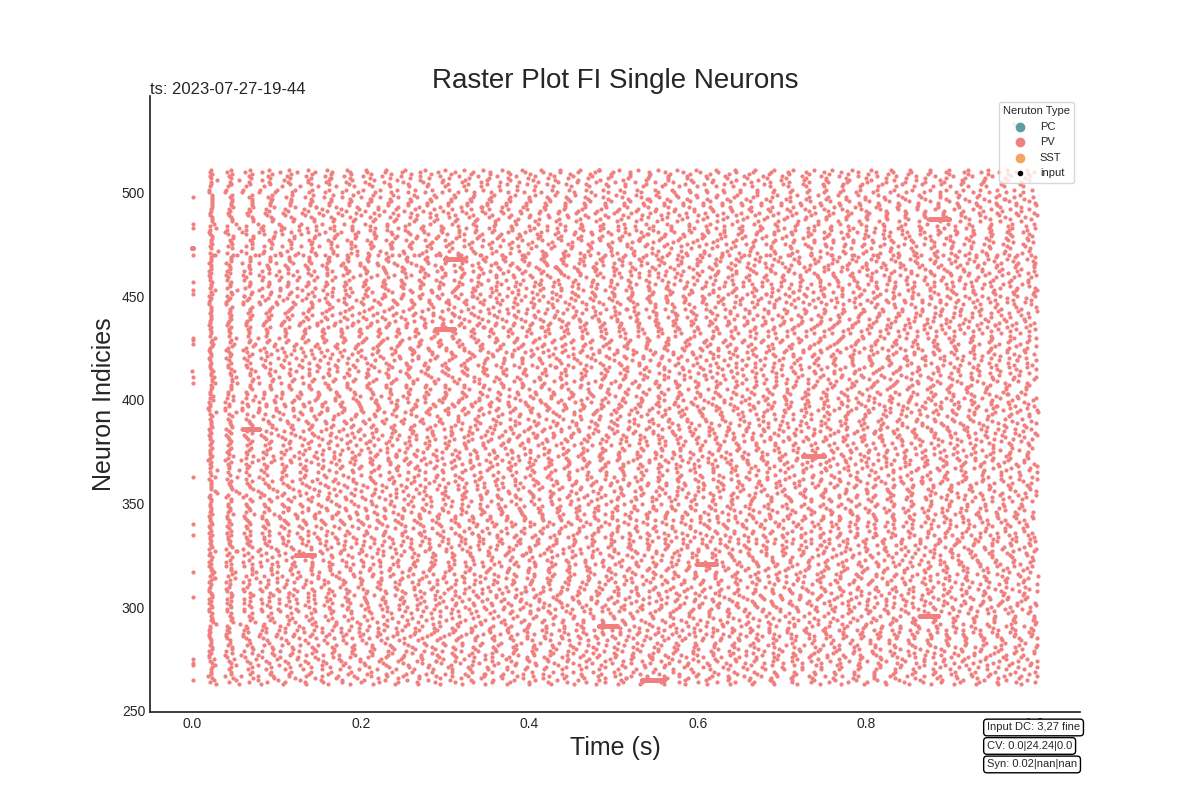 Raster Plot FI Single Neurons
ts: 2023-07-27-19-44
Neruton Type
PC
PV
SST
input
500
450
400
350
300
250
Neuron Indicies
0.0 0.2 0.4 0.6 0.8
Time (s)
Input DC: 3,27 fine
CV: 0.0|24.24|0.0
Syn: 0.02|nan|nan